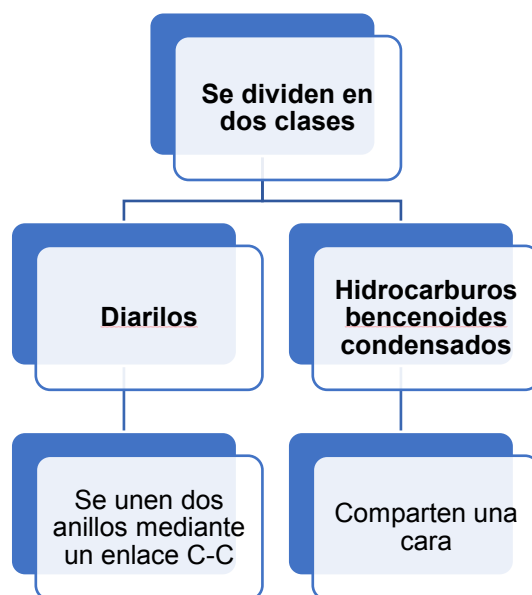 Se dividen en
dos clases
Diarilos
Hidrocarburos
bencenoides
condensados
Se unen dos
anillos mediante
un enlace C-C
Comparten una
cara